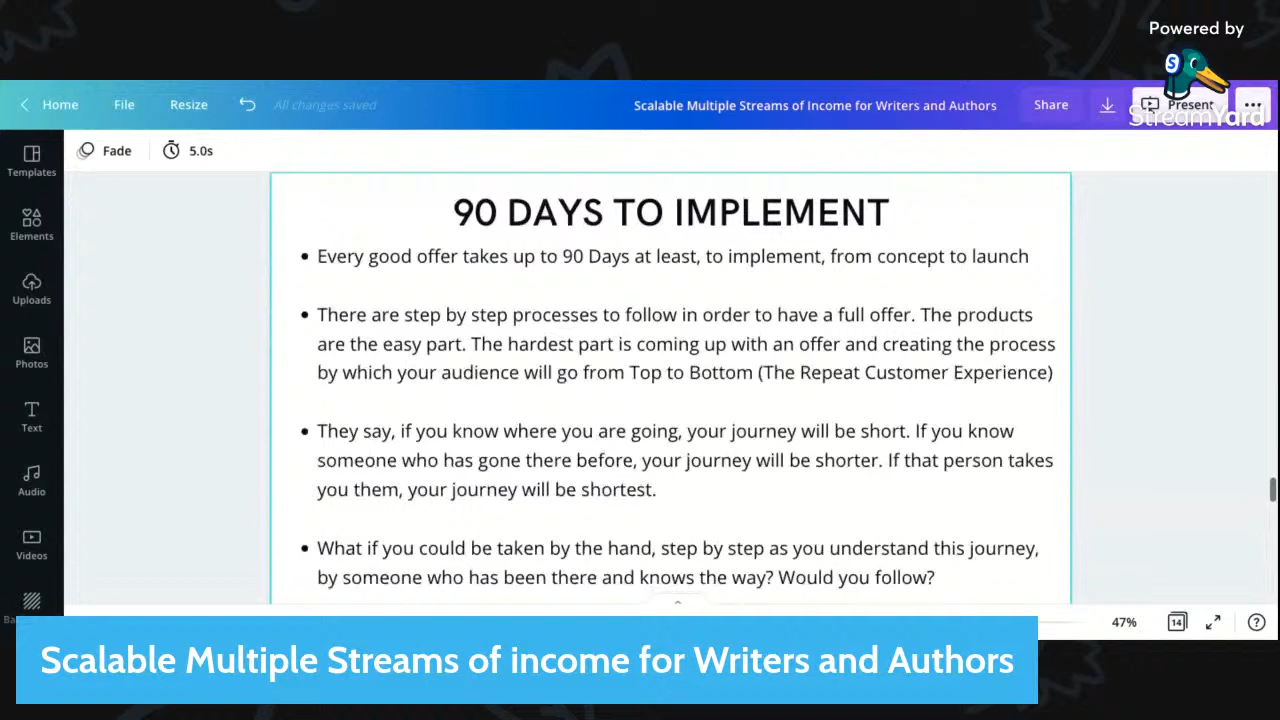 Powered by
S
StreamYard
Home
File
Resize
All changes saved
Scalable Multiple Streams of Income for Writers and Authors
Share
Present
Templates
Elements
Uploads
Photos
Text
Audio
Videos
Fade
5.0s
90 DAYS TO IMPLEMENT
• Every good offer takes up to 90 Days at least, to implement, from concept to launch
• There are step by step processes to follow in order to have a full offer. The products
are the easy part. The hardest part is coming up with an offer and creating the process
by which your audience will go from Top to Bottom (The Repeat Customer Experience)
• They say, if you know where you are going, your journey will be short. If you know
someone who has gone there before, your journey will be shorter. If that person takes
you them, your journey will be shortest.
• What if you could be taken by the hand, step by step as you understand this journey,
by someone who has been there and knows the way? Would you follow?
47%
14
?
Scalable Multiple Streams of income for Writers and Authors